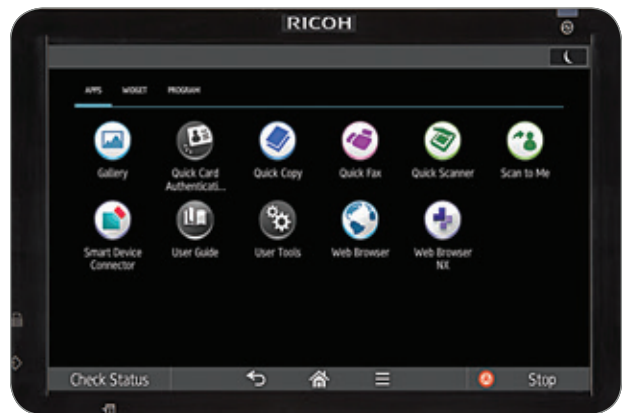 RICOH
APPS WIDGET PROGRAM
Gallery
Quick Card
Authenticati...
Quick Copy
Quick Fax
Quick Scanner
Scan to Me
Smart Device
Connector
User Guide
User Tools
Web Browser
Web Browser
NX
Check Status
Stop